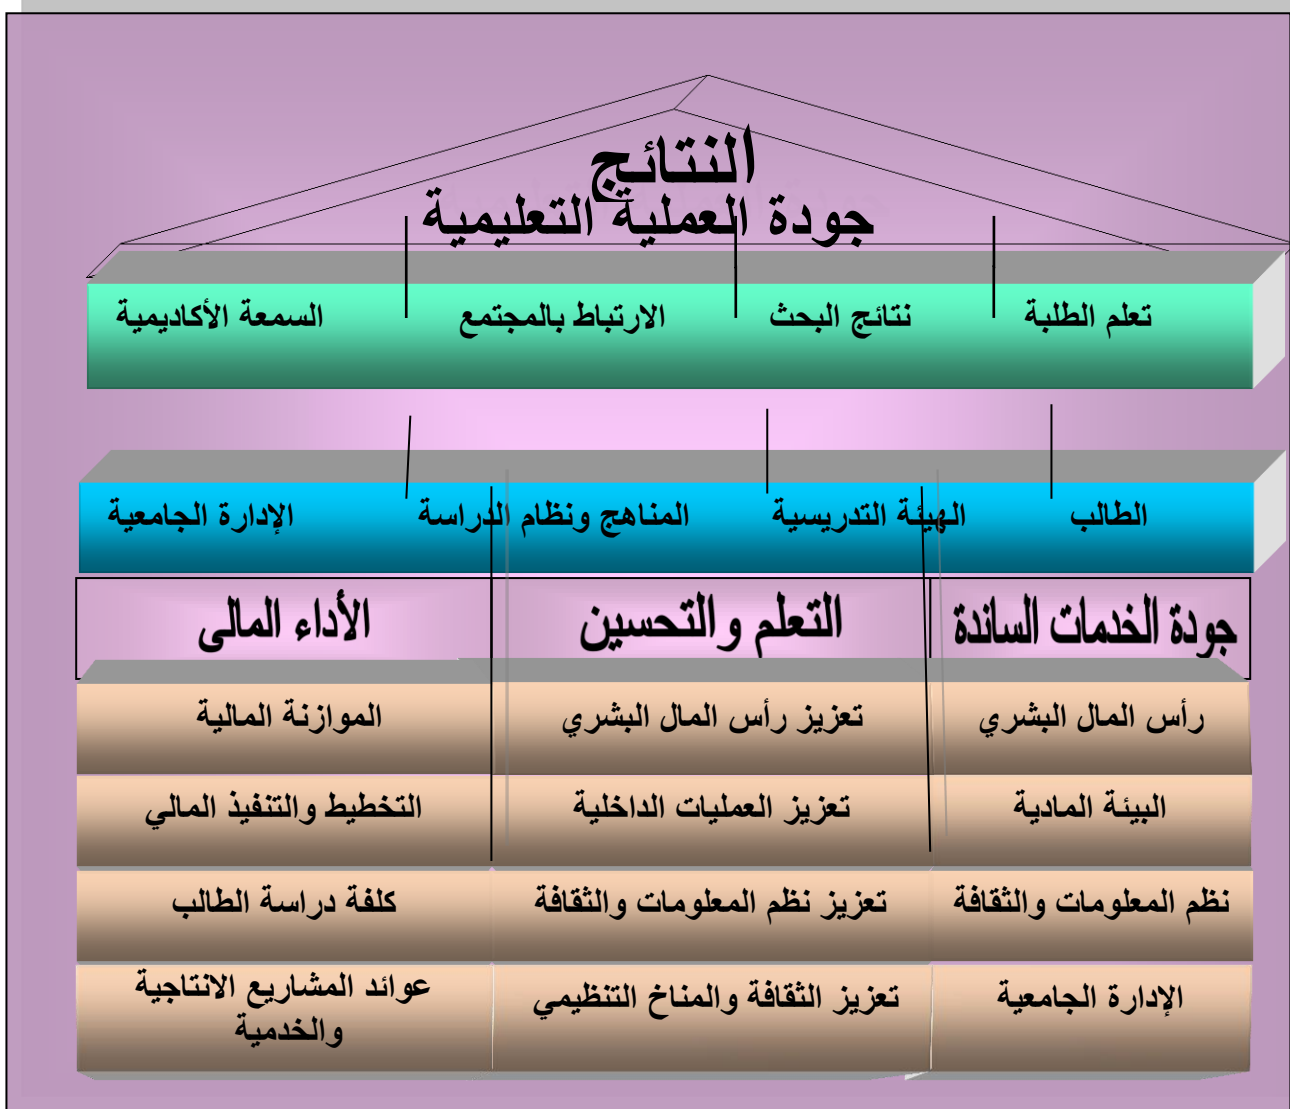 النتائج
جودة العملية التعليمية
تعلم الطلبة
نتائج البحث
الارتباط بالمجتمع
السمعة الأكاديمية
الطالب
الهيئة التدريسية
المناهج ونظام الدراسة
الإدارة الجامعية
جودة الخدمات الساندة
التعلم والتحسين
الأداء المالى
رأس المال البشري
تعزيز رأس المال البشري
الموازنة المالية
البيئة المادية
تعزيز العمليات الداخلية
التخطيط والتنفيذ المالي
نظم المعلومات والثقافة
تعزيز نظم المعلومات والثقافة
كلفة دراسة الطالب
الإدارة الجامعية
تعزيز الثقافة والمناخ التنظيمي
عوائد المشاريع الانتاجية
والخدمية